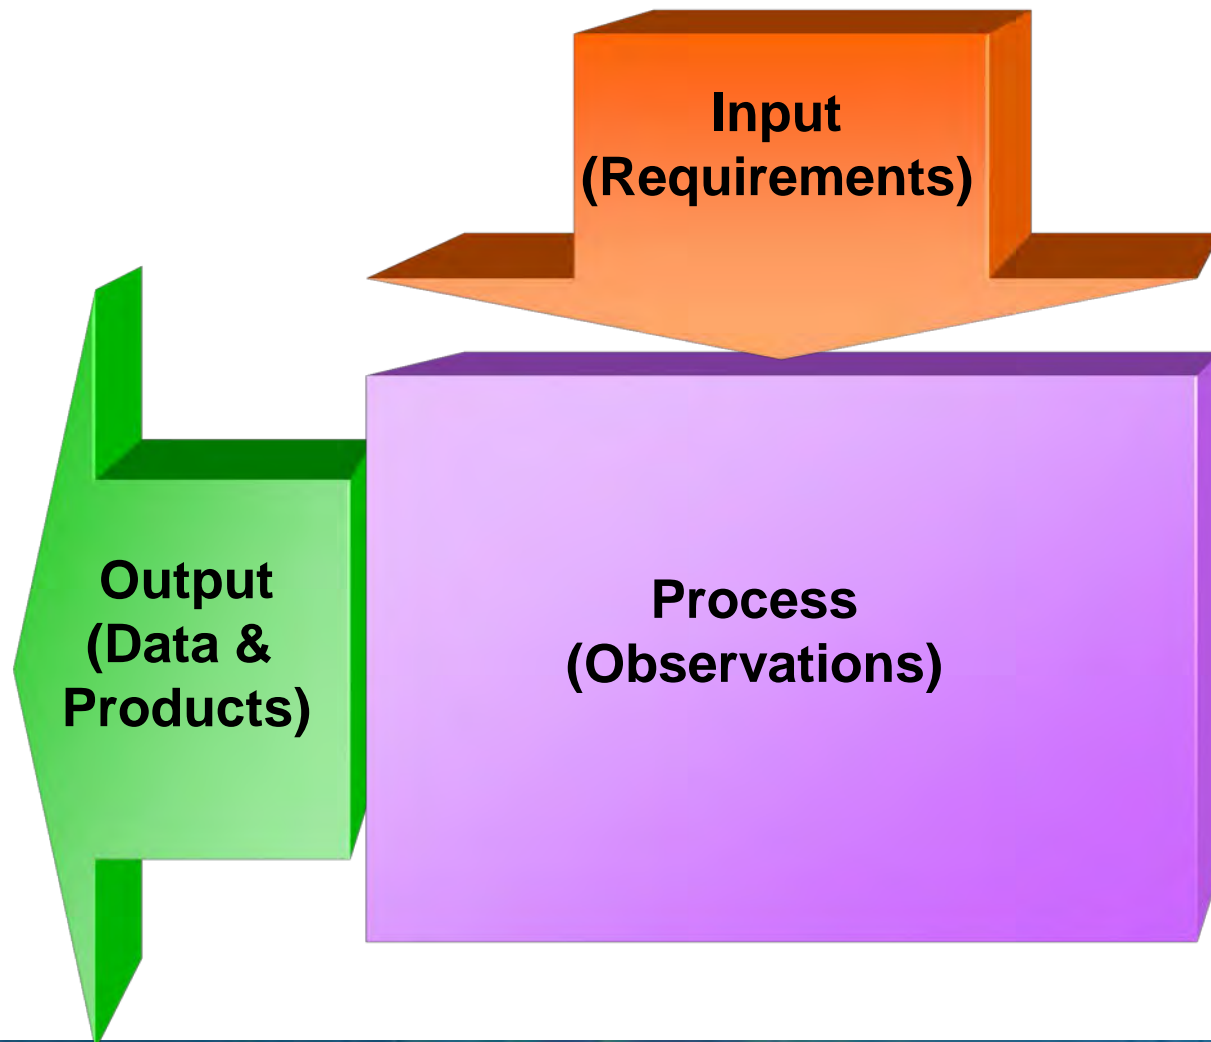 Input
(Requirements)
Output
(Data &
Products)
Process
(Observations)